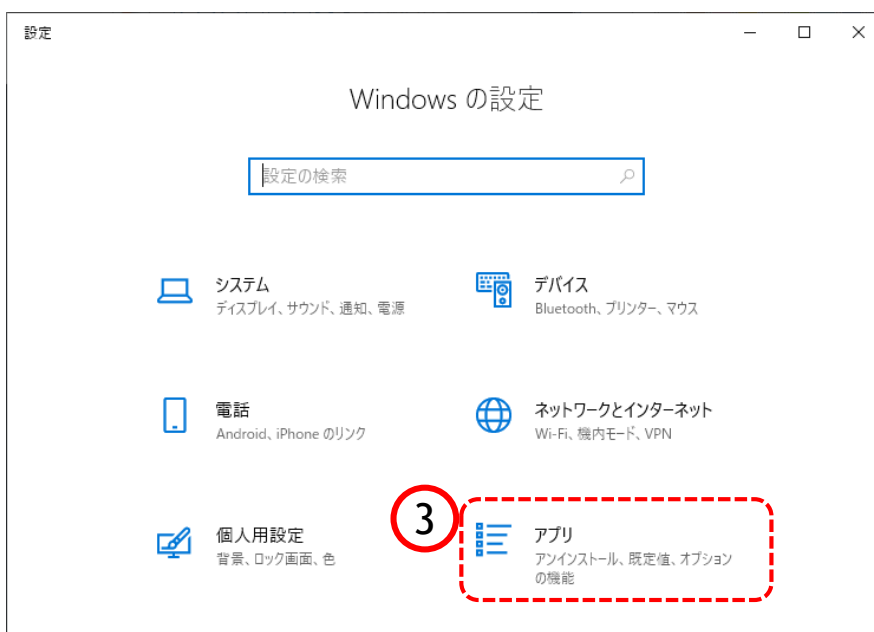 設定
Windows の設定
設定の検索
システム
ディスプレイ、サウンド、通知、電源
デバイス
Bluetooth、プリンター、マウス
電話
Android、iPhone のリンク
ネットワークとインターネット
Wi-Fi、機内モード、VPN
個人用設定
背景、ロック画面、色
3
アプリ
アンインストール、既定値、オプション
の機能